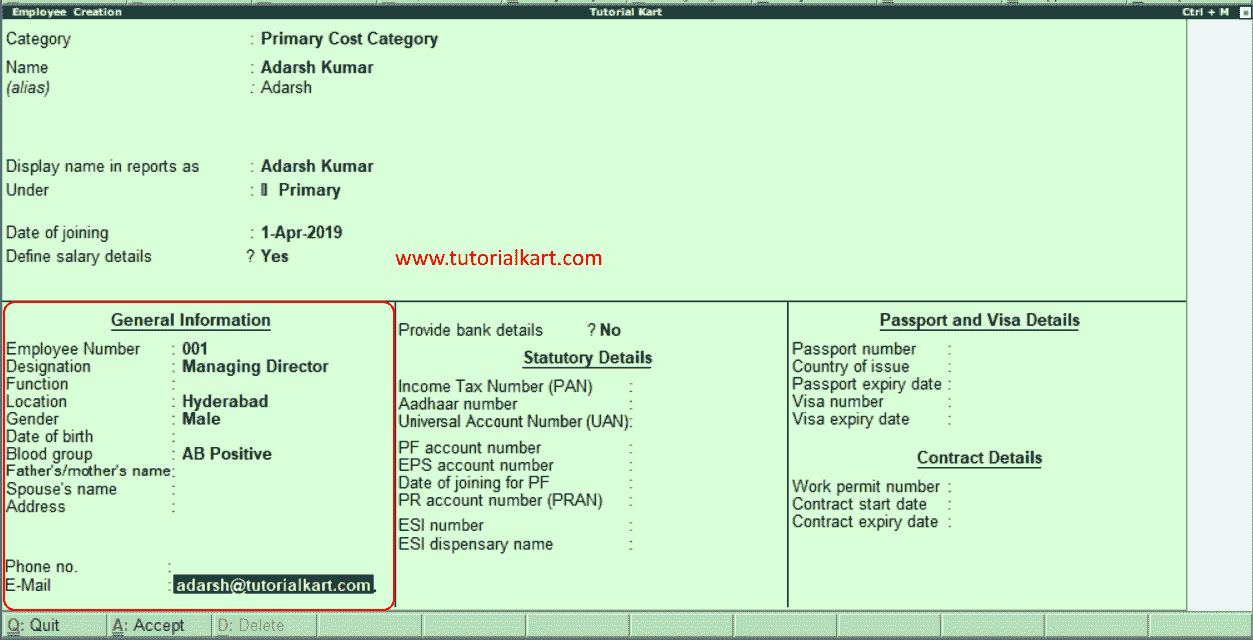 Employee Creation Tutorial Kart Ctrl + M
Category : Primary Cost Category
Name : Adarsh Kumar
(alias) : Adarsh
Display name in reports as : Adarsh Kumar
Under : Primary
Date of joining : 1-Apr-2019
Define salary details ? Yes
www.tutorialkart.com
General Information
Employee Number : 001
Designation : Managing Director
Function :
Location : Hyderabad
Gender : Male
Date of birth :
Blood group : AB Positive
Father's/mother's name:
Spouse's name :
Address :
Phone no. :
E-Mail : adarsh@tutorialkart.com.
Provide bank details ? No
Statutory Details
Income Tax Number (PAN) :
Aadhaar number :
Universal Account Number (UAN):
PF account number :
EPS account number :
Date of joining for PF :
PR account number (PRAN) :
ESI number :
ESI dispensary name :
Passport and Visa Details
Passport number :
Country of issue :
Passport expiry date :
Visa number :
Visa expiry date :
Contract Details
Work permit number :
Contract start date :
Contract expiry date :
Q: Quit A: Accept D: Delete